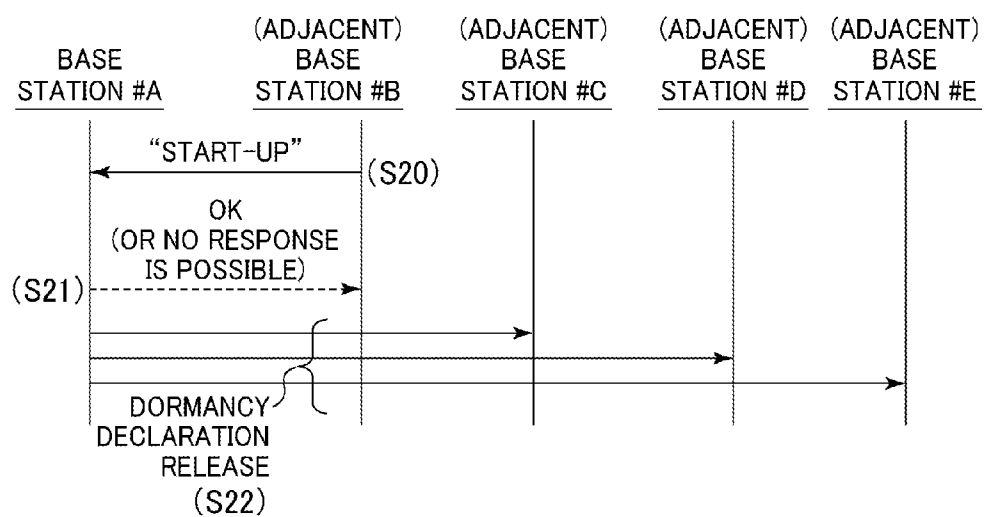 BASE
STATION #A
(ADJACENT)
BASE
STATION #B
(ADJACENT)
BASE
STATION #C
(ADJACENT)
BASE
STATION #D
(ADJACENT)
BASE
STATION #E
“START-UP”
(S20)
OK
(OR NO RESPONSE
IS POSSIBLE)
(S21)
DORMANCY
DECLARATION
RELEASE
(S22)